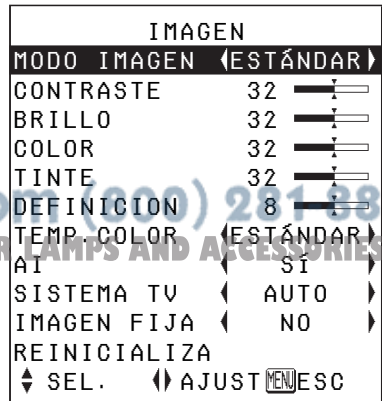 IMAGEN
MODO IMAGEN ESTÁNDAR
CONTRASTE 32
BRILLO 32
COLOR 32
TINTE 32
DEFINICION 8
TEMP.COLOR ESTÁNDAR
AI SÍ
SISTEMA TV AUTO
IMAGEN FIJA NO
REINICIALIZA
SEL. AJUST MENU ESC